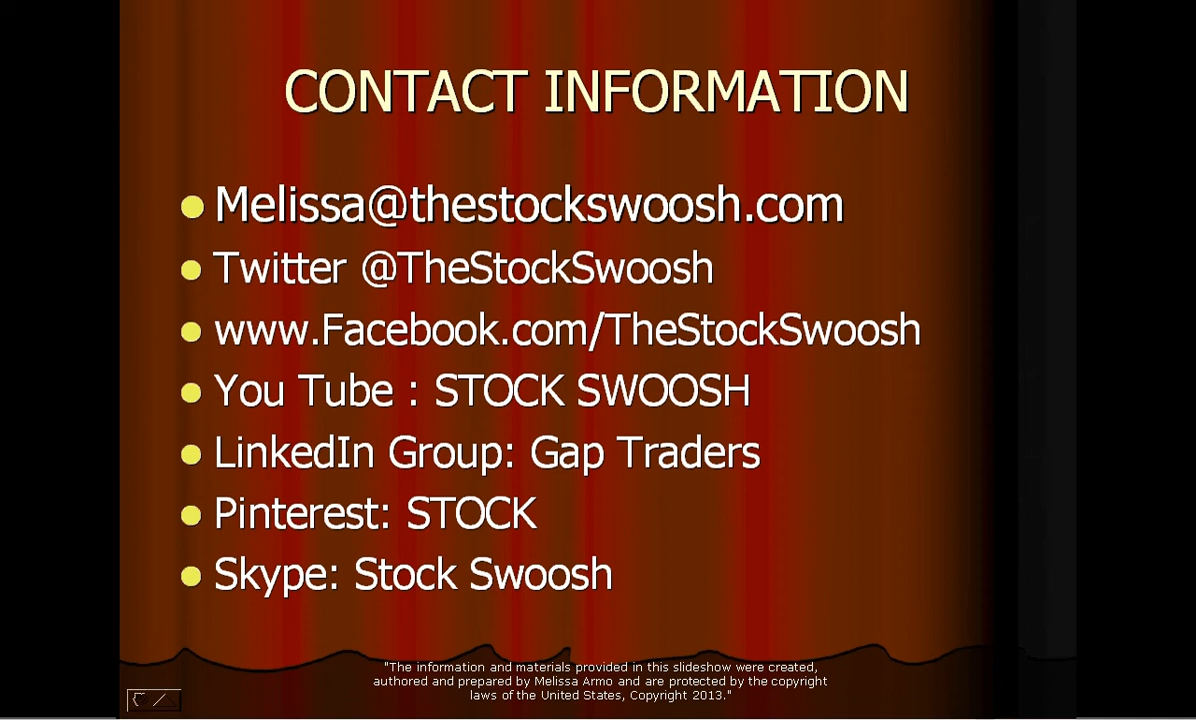 CONTACT INFORMATION
Melissa@thestockswoosh.com
Twitter @TheStockSwoosh
www.Facebook.com/TheStockSwoosh
You Tube : STOCK SWOOSH
LinkedIn Group: Gap Traders
Pinterest: STOCK
Skype: Stock Swoosh
"The information and materials provided in this slideshow were created,
authored and prepared by Melissa Armo and are protected by the copyright
laws of the United States, Copyright 2013."